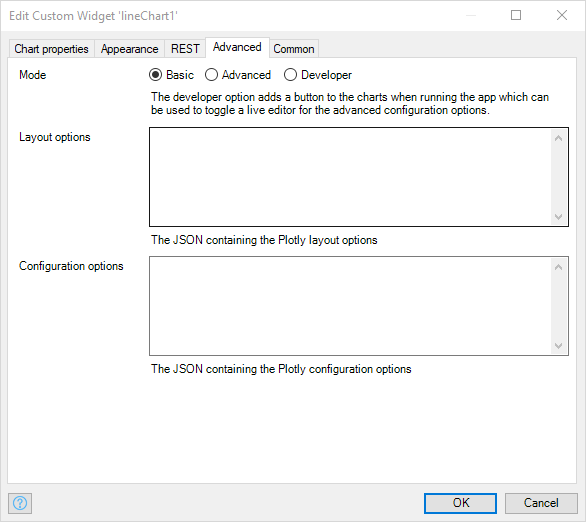 Edit Custom Widget 'lineChart1'
Chart properties Appearance REST Advanced Common
Mode Basic Advanced Developer
The developer option adds a button to the charts when running the app which can
be used to toggle a live editor for the advanced configuration options.
Layout options
The JSON containing the Plotly layout options
Configuration options
The JSON containing the Plotly configuration options
? OK Cancel